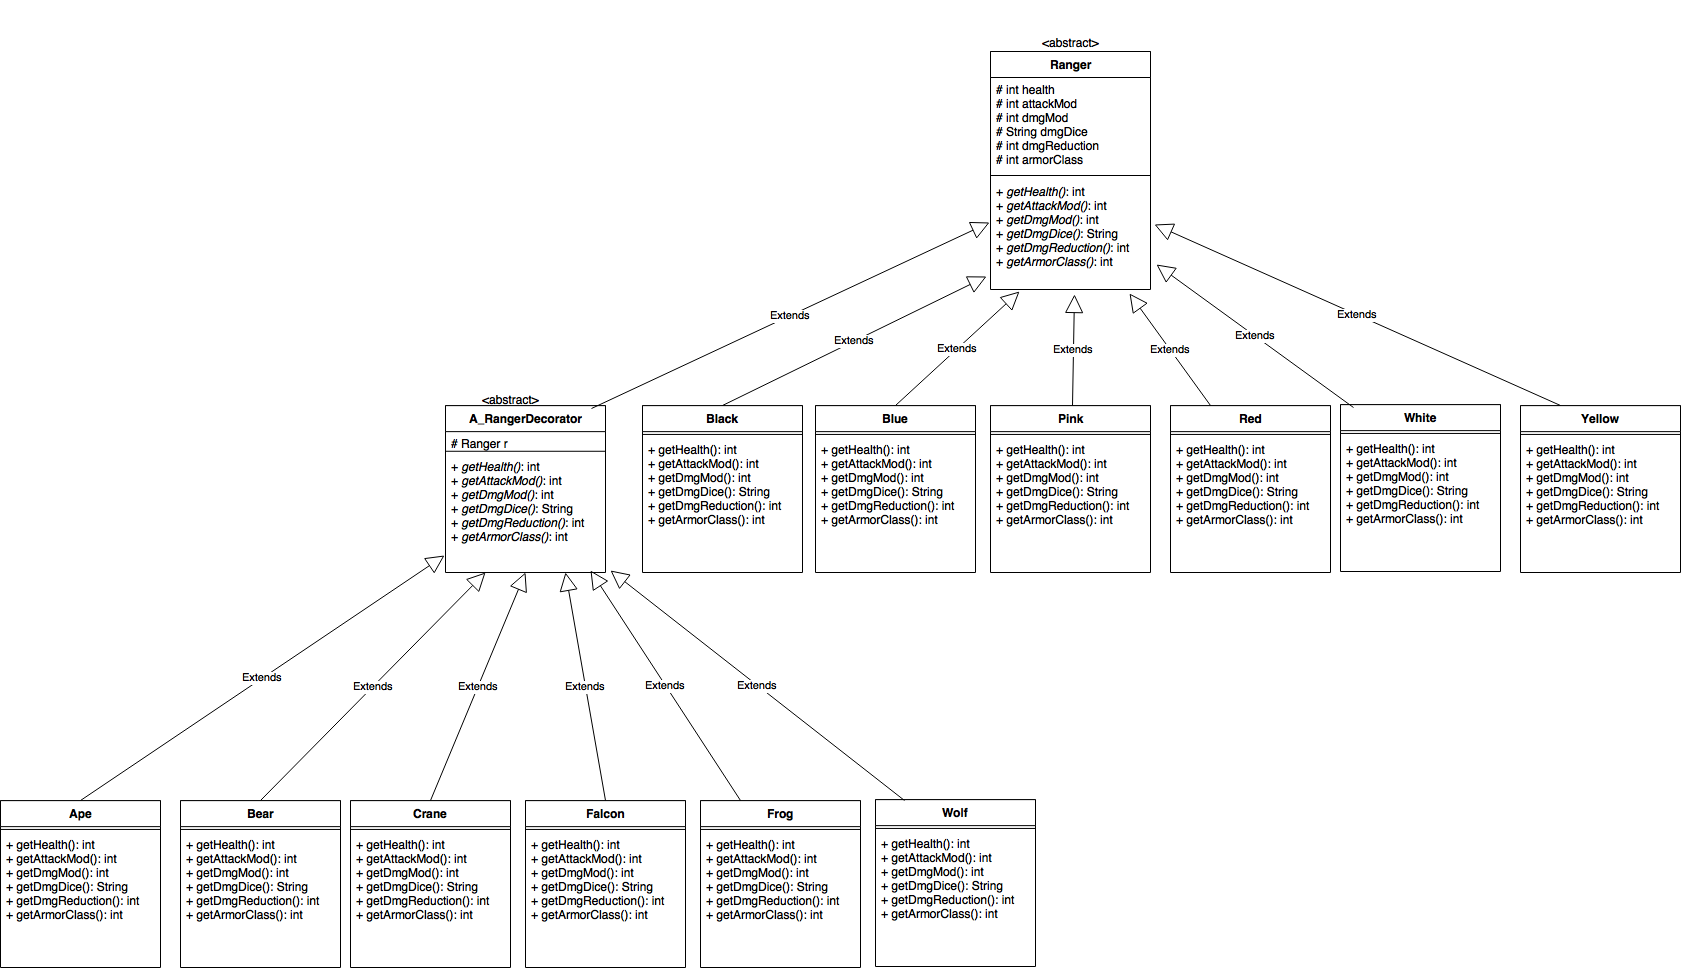 <abstract>
Ranger
# int health
# int attackMod
# int dmgMod
# String dmgDice
# int dmgReduction
# int armorClass
+ getHealth(): int
+ getAttackMod(): int
+ getDmgMod(): int
+ getDmgDice(): String
+ getDmgReduction(): int
+ getArmorClass(): int
Extends
Extends
Extends
Extends
Extends
Extends
Extends
<abstract>
A_RangerDecorator
# Ranger r
+ getHealth(): int
+ getAttackMod(): int
+ getDmgMod(): int
+ getDmgDice(): String
+ getDmgReduction(): int
+ getArmorClass(): int
Black
+ getHealth(): int
+ getAttackMod(): int
+ getDmgMod(): int
+ getDmgDice(): String
+ getDmgReduction(): int
+ getArmorClass(): int
Blue
+ getHealth(): int
+ getAttackMod(): int
+ getDmgMod(): int
+ getDmgDice(): String
+ getDmgReduction(): int
+ getArmorClass(): int
Pink
+ getHealth(): int
+ getAttackMod(): int
+ getDmgMod(): int
+ getDmgDice(): String
+ getDmgReduction(): int
+ getArmorClass(): int
Red
+ getHealth(): int
+ getAttackMod(): int
+ getDmgMod(): int
+ getDmgDice(): String
+ getDmgReduction(): int
+ getArmorClass(): int
White
+ getHealth(): int
+ getAttackMod(): int
+ getDmgMod(): int
+ getDmgDice(): String
+ getDmgReduction(): int
+ getArmorClass(): int
Yellow
+ getHealth(): int
+ getAttackMod(): int
+ getDmgMod(): int
+ getDmgDice(): String
+ getDmgReduction(): int
+ getArmorClass(): int
Extends
Extends
Extends
Extends
Extends
Extends
Ape
+ getHealth(): int
+ getAttackMod(): int
+ getDmgMod(): int
+ getDmgDice(): String
+ getDmgReduction(): int
+ getArmorClass(): int
Bear
+ getHealth(): int
+ getAttackMod(): int
+ getDmgMod(): int
+ getDmgDice(): String
+ getDmgReduction(): int
+ getArmorClass(): int
Crane
+ getHealth(): int
+ getAttackMod(): int
+ getDmgMod(): int
+ getDmgDice(): String
+ getDmgReduction(): int
+ getArmorClass(): int
Falcon
+ getHealth(): int
+ getAttackMod(): int
+ getDmgMod(): int
+ getDmgDice(): String
+ getDmgReduction(): int
+ getArmorClass(): int
Frog
+ getHealth(): int
+ getAttackMod(): int
+ getDmgMod(): int
+ getDmgDice(): String
+ getDmgReduction(): int
+ getArmorClass(): int
Wolf
+ getHealth(): int
+ getAttackMod(): int
+ getDmgMod(): int
+ getDmgDice(): String
+ getDmgReduction(): int
+ getArmorClass(): int